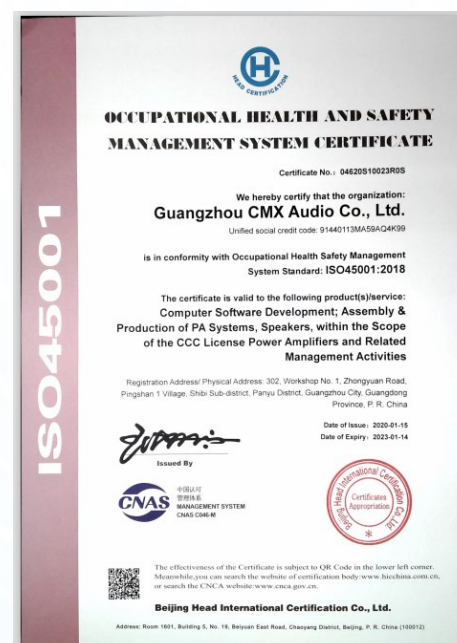 HEAD CERTIFICATION
OCCUPATIONAL HEALTH AND SAFETY
MANAGEMENT SYSTEM CERTIFICATE
Certificate No.: 04620S10023R0S
We hereby certify that the organization:
Guangzhou CMX Audio Co., Ltd.
Unified social credit code: 91440113MA59AQ4K99
is in conformity with Occupational Health Safety Management
System Standard: ISO45001:2018
The certificate is valid to the following product(s)/service:
Computer Software Development; Assembly &
Production of PA Systems, Speakers, within the Scope
of the CCC License Power Amplifiers and Related
Management Activities
Registration Address/ Physical Address: 302, Workshop No. 1, Zhongyuan Road,
Pingshan 1 Village, Shibi Sub-district, Panyu District, Guangzhou City, Guangdong
Province, P. R. China
Date of Issue: 2020-01-15
Date of Expiry: 2023-01-14
Issued By
ISO45001
CNAS
中国认可
管理体系
MANAGEMENT SYSTEM
CNAS C046-M
Beijing Head International Certification Co., Ltd.
Certificates
Appropriation
The effectiveness of the Certificate is subject to QR Code in the lower left corner.
Meanwhile,you can search the website of certification body:www.hicchina.com.cn,
or search the CNCA website:www.cnca.gov.cn.
Beijing Head International Certification Co., Ltd.
Address: Room 1601, Building 5, No. 19, Beiyuan East Road, Chaoyang District, Beijing, P. R. China (100012)